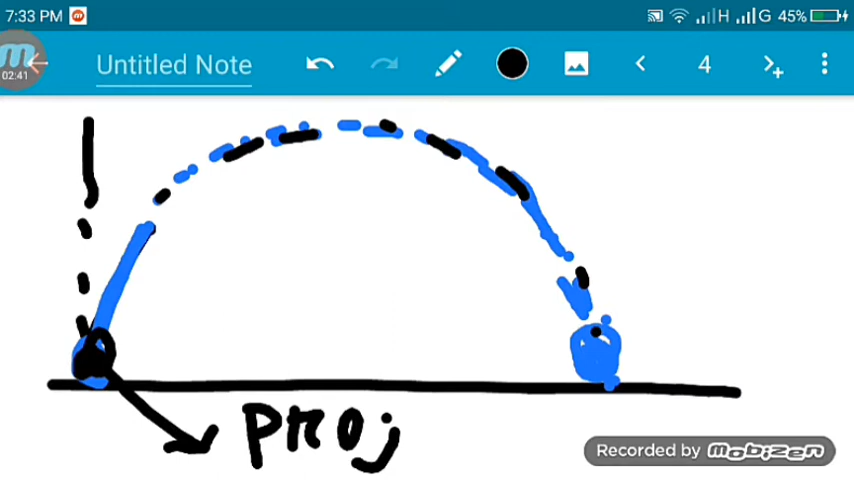 7:33 PM H G 45%
02:41
Untitled Note 4
Proj
Recorded by Mobizen